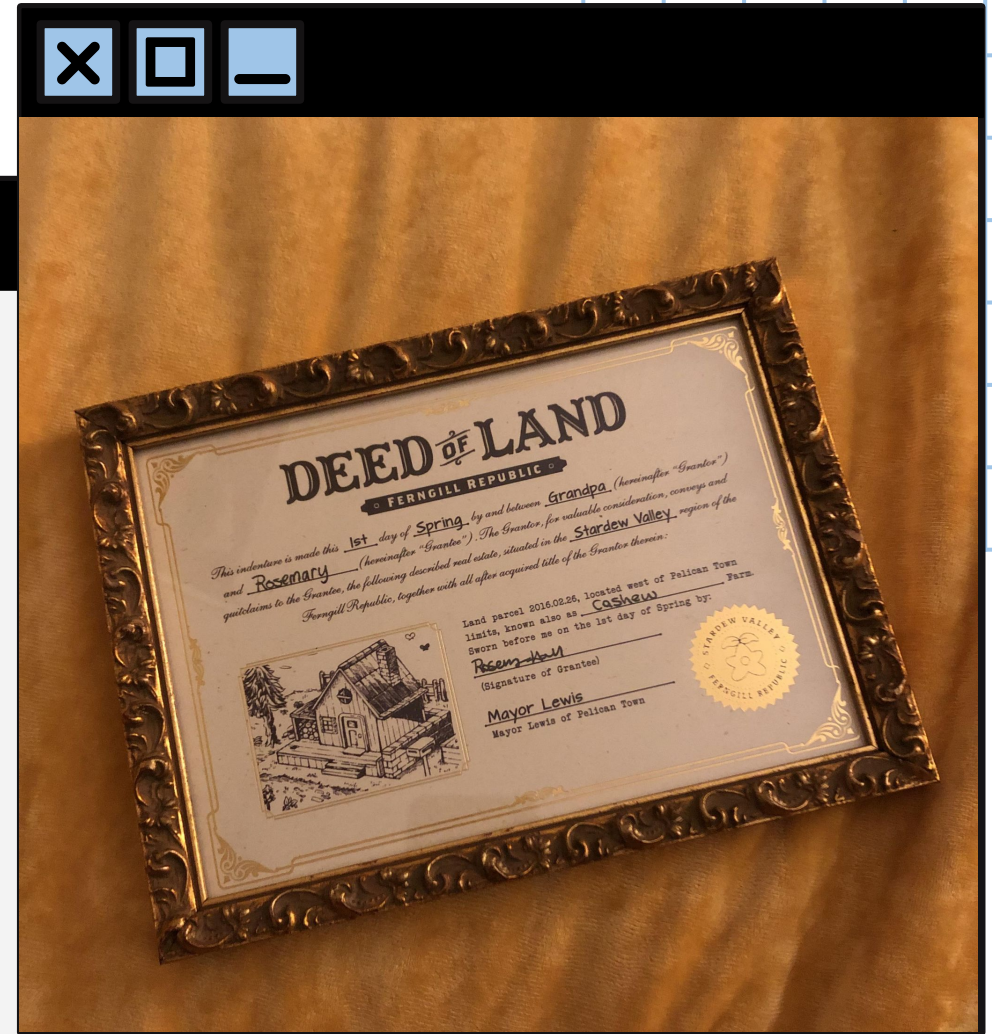 DEED OF LAND
FERNGILL REPUBLIC
This indenture is made this 1st day of Spring by and between Grandpa (hereinafter "Grantor")
and Rosemary (hereinafter "Grantee"). The Grantor, for valuable consideration, conveys and
quitclaims to the Grantee, the following described real estate, situated in the Stardew Valley region of the
Ferngill Republic, together with all after acquired title of the Grantor therein:
Land parcel 2016.02.26, located west of Pelican Town
limits, known also as Cashew Farm.
Sworn before me on the 1st day of Spring by:
(Signature of Grantee)
Mayor Lewis
Mayor Lewis of Pelican Town
STARDEW VALLEY
FERNGILL REPUBLIC